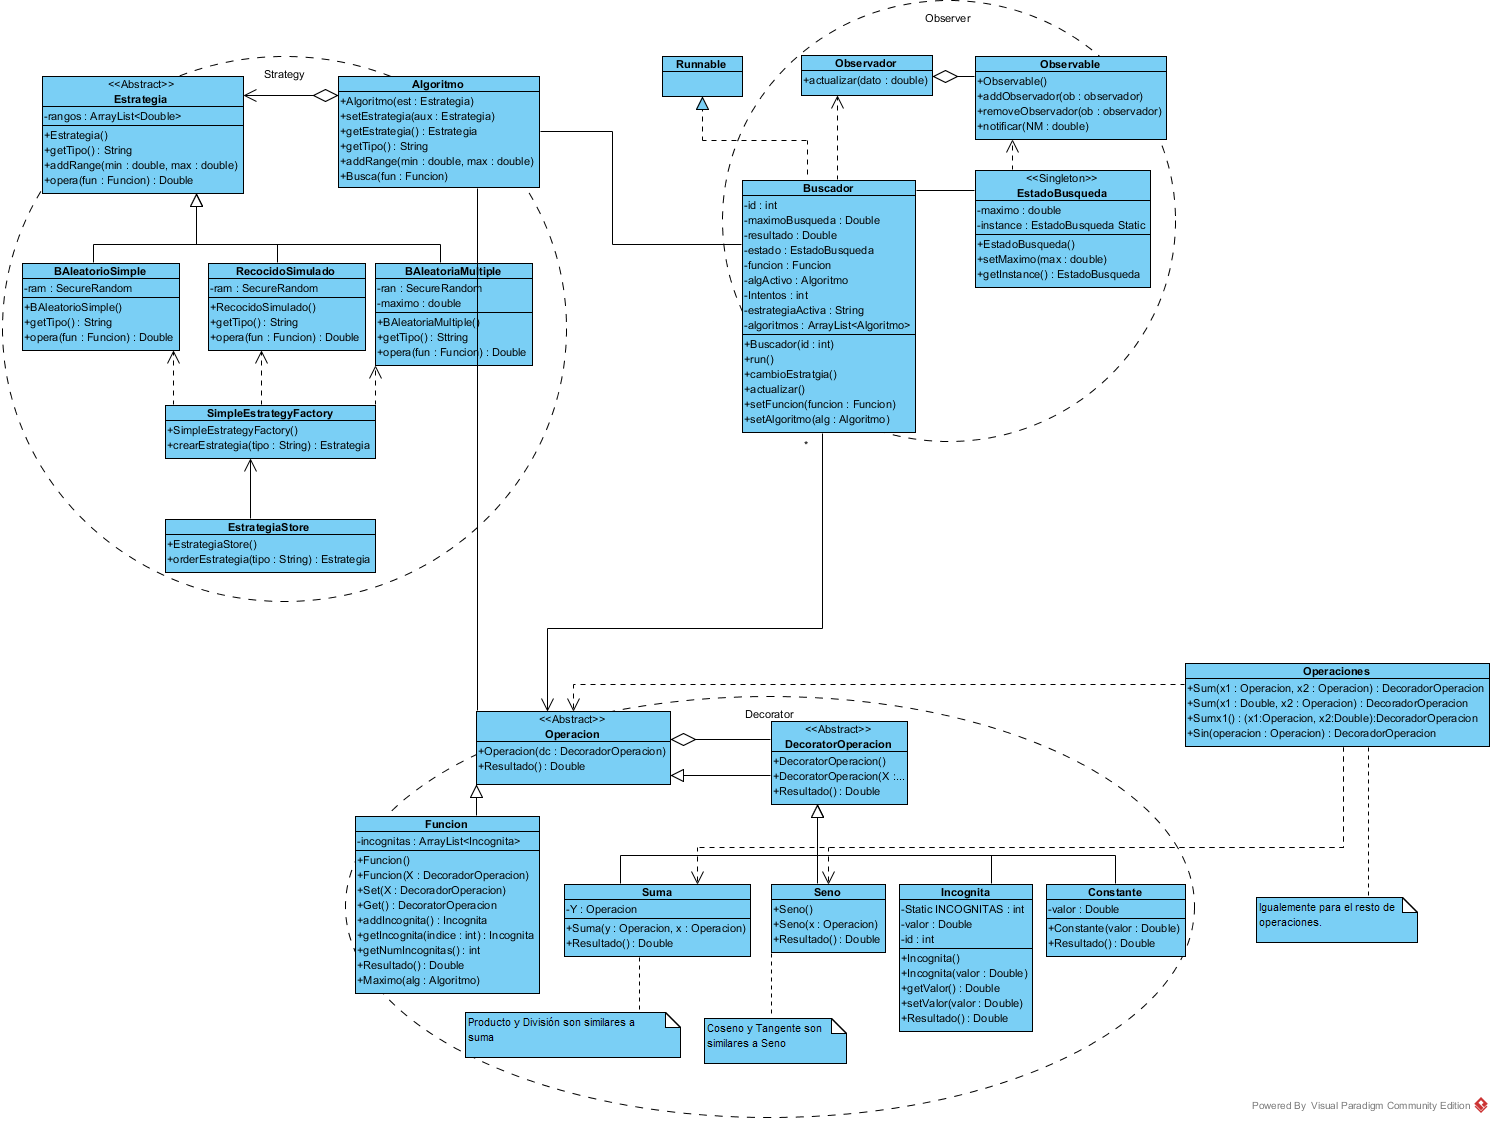 Observer
Strategy
<<Abstract>>
Estrategia
-rangos : ArrayList<Double>
+Estrategia()
+getTipo() : String
+addRange(min : double, max : double)
+opera(fun : Funcion) : Double
Algoritmo
+Algoritmo(est : Estrategia)
+setEstrategia(aux : Estrategia)
+getEstrategia() : Estrategia
+getTipo() : String
+addRange(min : double, max : double)
+Busca(fun : Funcion)
Runnable
Observador
+actualizar(dato : double)
Observable
+Observable()
+addObservador(ob : observador)
+removeObservador(ob : observador)
+notificar(NM : double)
Buscador
-id : int
-maximoBusqueda : Double
-resultado : Double
-estado : EstadoBusqueda
-funcion : Funcion
-algActivo : Algoritmo
-Intentos : int
-estrategiaActiva : String
-algoritmos : ArrayList<Algoritmo>
+Buscador(id : int)
+run()
+cambioEstratgia()
+actualizar()
+setFuncion(funcion : Funcion)
+setAlgoritmo(alg : Algoritmo)
*
<<Singleton>>
EstadoBusqueda
-maximo : double
-instance : EstadoBusqueda Static
+EstadoBusqueda()
+setMaximo(max : double)
+getInstance() : EstadoBusqueda
BAleatorioSimple
-ram : SecureRandom
+BAleatorioSimple()
+getTipo() : String
+opera(fun : Funcion) : Double
RecocidoSimulado
-ram : SecureRandom
+RecocidoSimulado()
+getTipo() : String
+opera(fun : Funcion) : Double
BAleatoriaMultiple
-ran : SecureRandom
-maximo : double
+BAleatoriaMultiple()
+getTipo() : Sttring
+opera(fun : Funcion) : Double
SimpleEstrategyFactory
+SimpleEstrategyFactory()
+crearEstrategia(tipo : String) : Estrategia
EstrategiaStore
+EstrategiaStore()
+orderEstrategia(tipo : String) : Estrategia
Operaciones
+Sum(x1 : Operacion, x2 : Operacion) : DecoradorOperacion
+Sum(x1 : Double, x2 : Operacion) : DecoradorOperacion
+Sumx1() : (x1:Operacion, x2:Double):DecoradorOperacion
+Sin(operacion : Operacion) : DecoradorOperacion
Decorator
<<Abstract>>
Operacion
+Operacion(dc : DecoradorOperacion)
+Resultado() : Double
<<Abstract>>
DecoratorOperacion
+DecoratorOperacion()
+DecoratorOperacion(X :...
+Resultado() : Double
Funcion
-incognitas : ArrayList<Incognita>
+Funcion()
+Funcion(X : DecoradorOperacion)
+Set(X : DecoradorOperacion)
+Get() : DecoratorOperacion
+addIncognita() : Incognita
+getIncognita(indice : int) : Incognita
+getNumIncognitas() : int
+Resultado() : Double
+Maximo(alg : Algoritmo)
Suma
-Y : Operacion
+Suma(y : Operacion, x : Operacion)
+Resultado() : Double
Seno
+Seno()
+Seno(x : Operacion)
+Resultado() : Double
Incognita
-Static INCOGNITAS : int
-valor : Double
-id : int
+Incognita()
+Incognita(valor : Double)
+getValor() : Double
+setValor(valor : Double)
+Resultado() : Double
Constante
-valor : Double
+Constante(valor : Double)
+Resultado() : Double
Igualemente para el resto de
operaciones.
Producto y División son similares a
suma
Coseno y Tangente son
similares a Seno
Powered By Visual Paradigm Community Edition